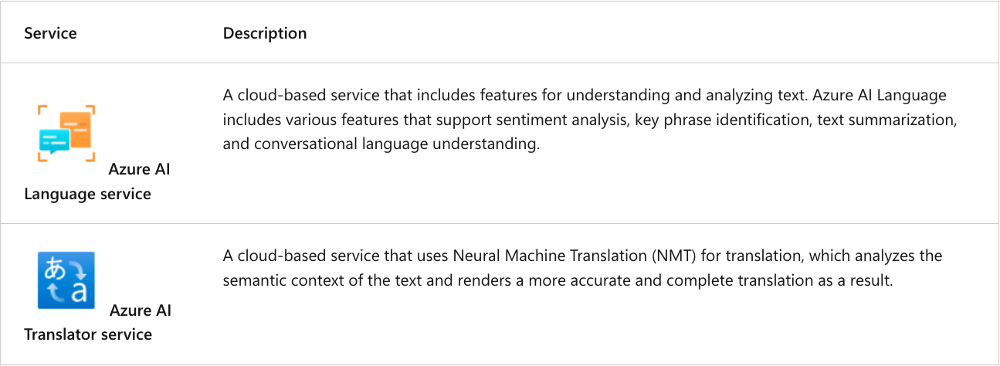 Service
Description
A cloud-based service that includes features for understanding and analyzing text. Azure AI Language
includes various features that support sentiment analysis, key phrase identification, text summarization,
and conversational language understanding.
Azure AI
Language service
A cloud-based service that uses Neural Machine Translation (NMT) for translation, which analyzes the
semantic context of the text and renders a more accurate and complete translation as a result.
あ
a
Azure AI
Translator service